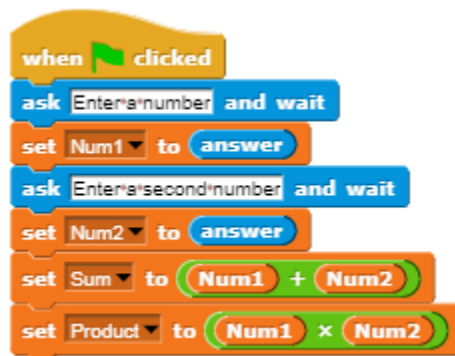 when clicked
ask Enter a number and wait
set Num1 to answer
ask Enter a second number and wait
set Num2 to answer
set Sum to Num1 + Num2
set Product to Num1 × Num2